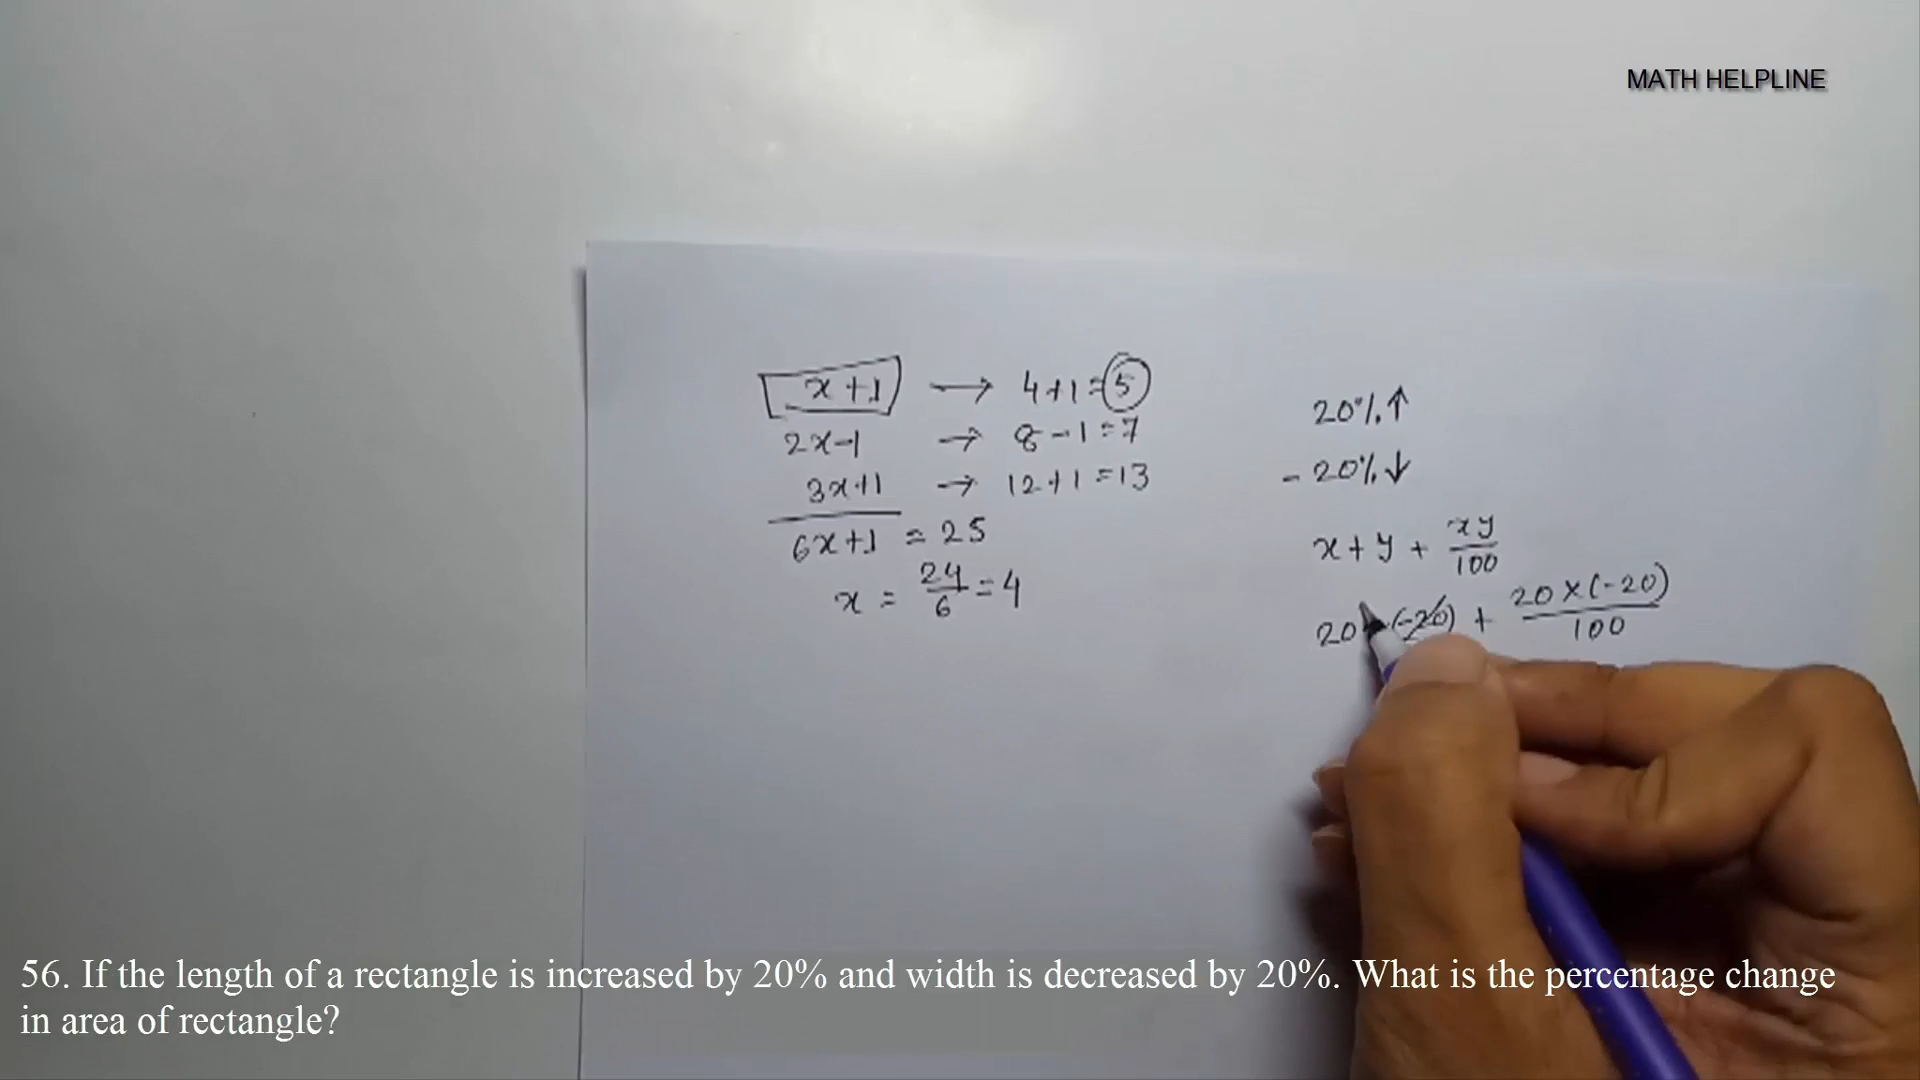 MATH HELPLINE
x+1 → 4+1=5
2x-1 → 8-1=7
3x+1 → 12+1=13
6x+1 = 25
x = 24/6 = 4
20%↑
-20%↓
x+y+ xy/100
20 (-20) + 20×(-20)/100
56. If the length of a rectangle is increased by 20% and width is decreased by 20%. What is the percentage change
in area of rectangle?